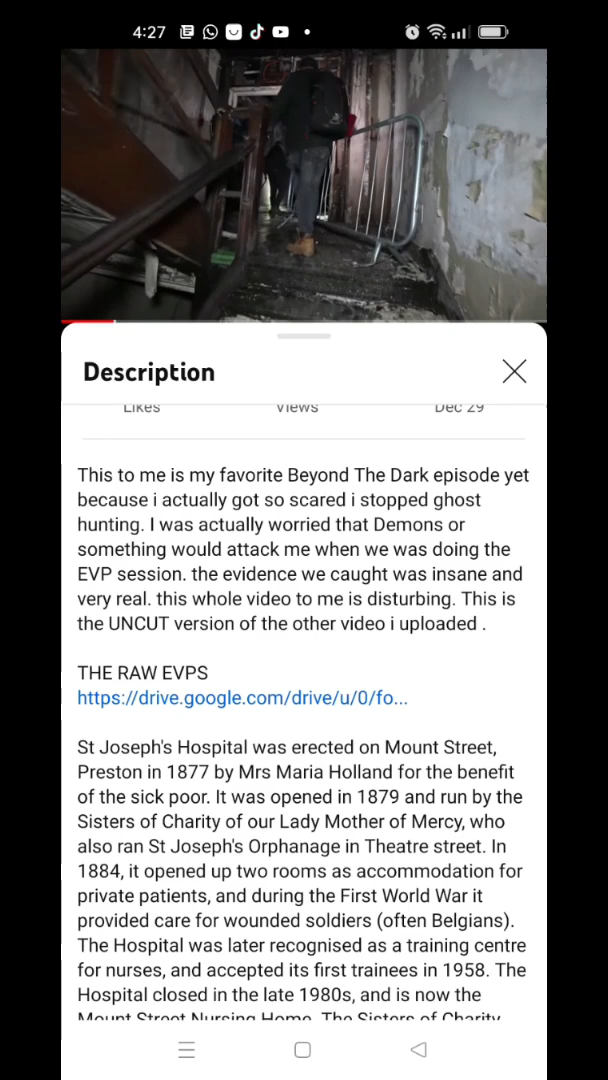 4:27
Description
Likes Views Dec 29
This to me is my favorite Beyond The Dark episode yet
because i actually got so scared i stopped ghost
hunting. I was actually worried that Demons or
something would attack me when we was doing the
EVP session. the evidence we caught was insane and
very real. this whole video to me is disturbing. This is
the UNCUT version of the other video i uploaded .
THE RAW EVPS
https://drive.google.com/drive/u/0/fo...
St Joseph's Hospital was erected on Mount Street,
Preston in 1877 by Mrs Maria Holland for the benefit
of the sick poor. It was opened in 1879 and run by the
Sisters of Charity of our Lady Mother of Mercy, who
also ran St Joseph's Orphanage in Theatre street. In
1884, it opened up two rooms as accommodation for
private patients, and during the First World War it
provided care for wounded soldiers (often Belgians).
The Hospital was later recognised as a training centre
for nurses, and accepted its first trainees in 1958. The
Hospital closed in the late 1980s, and is now the
Mount Street Nursing Home. The Sisters of Charity